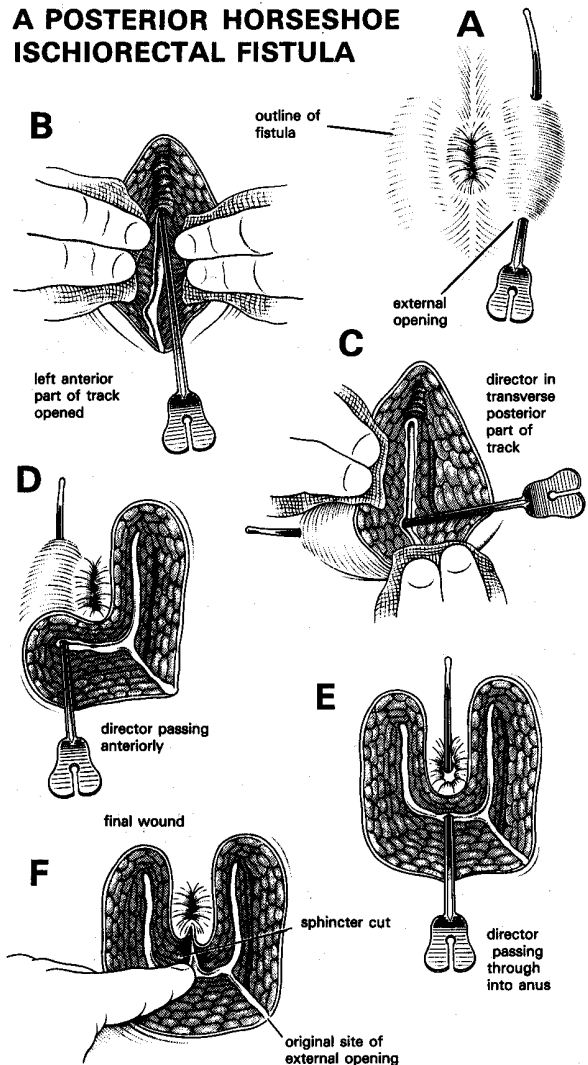 A POSTERIOR HORSESHOE
ISCHIORECTAL FISTULA
A
outline of
fistula
external
opening
B
left anterior
part of track
opened
C
director in
transverse
posterior
part of
track
D
director passing
anteriorly
E
director
passing
through
into anus
final wound
F
sphincter cut
original site of
external opening